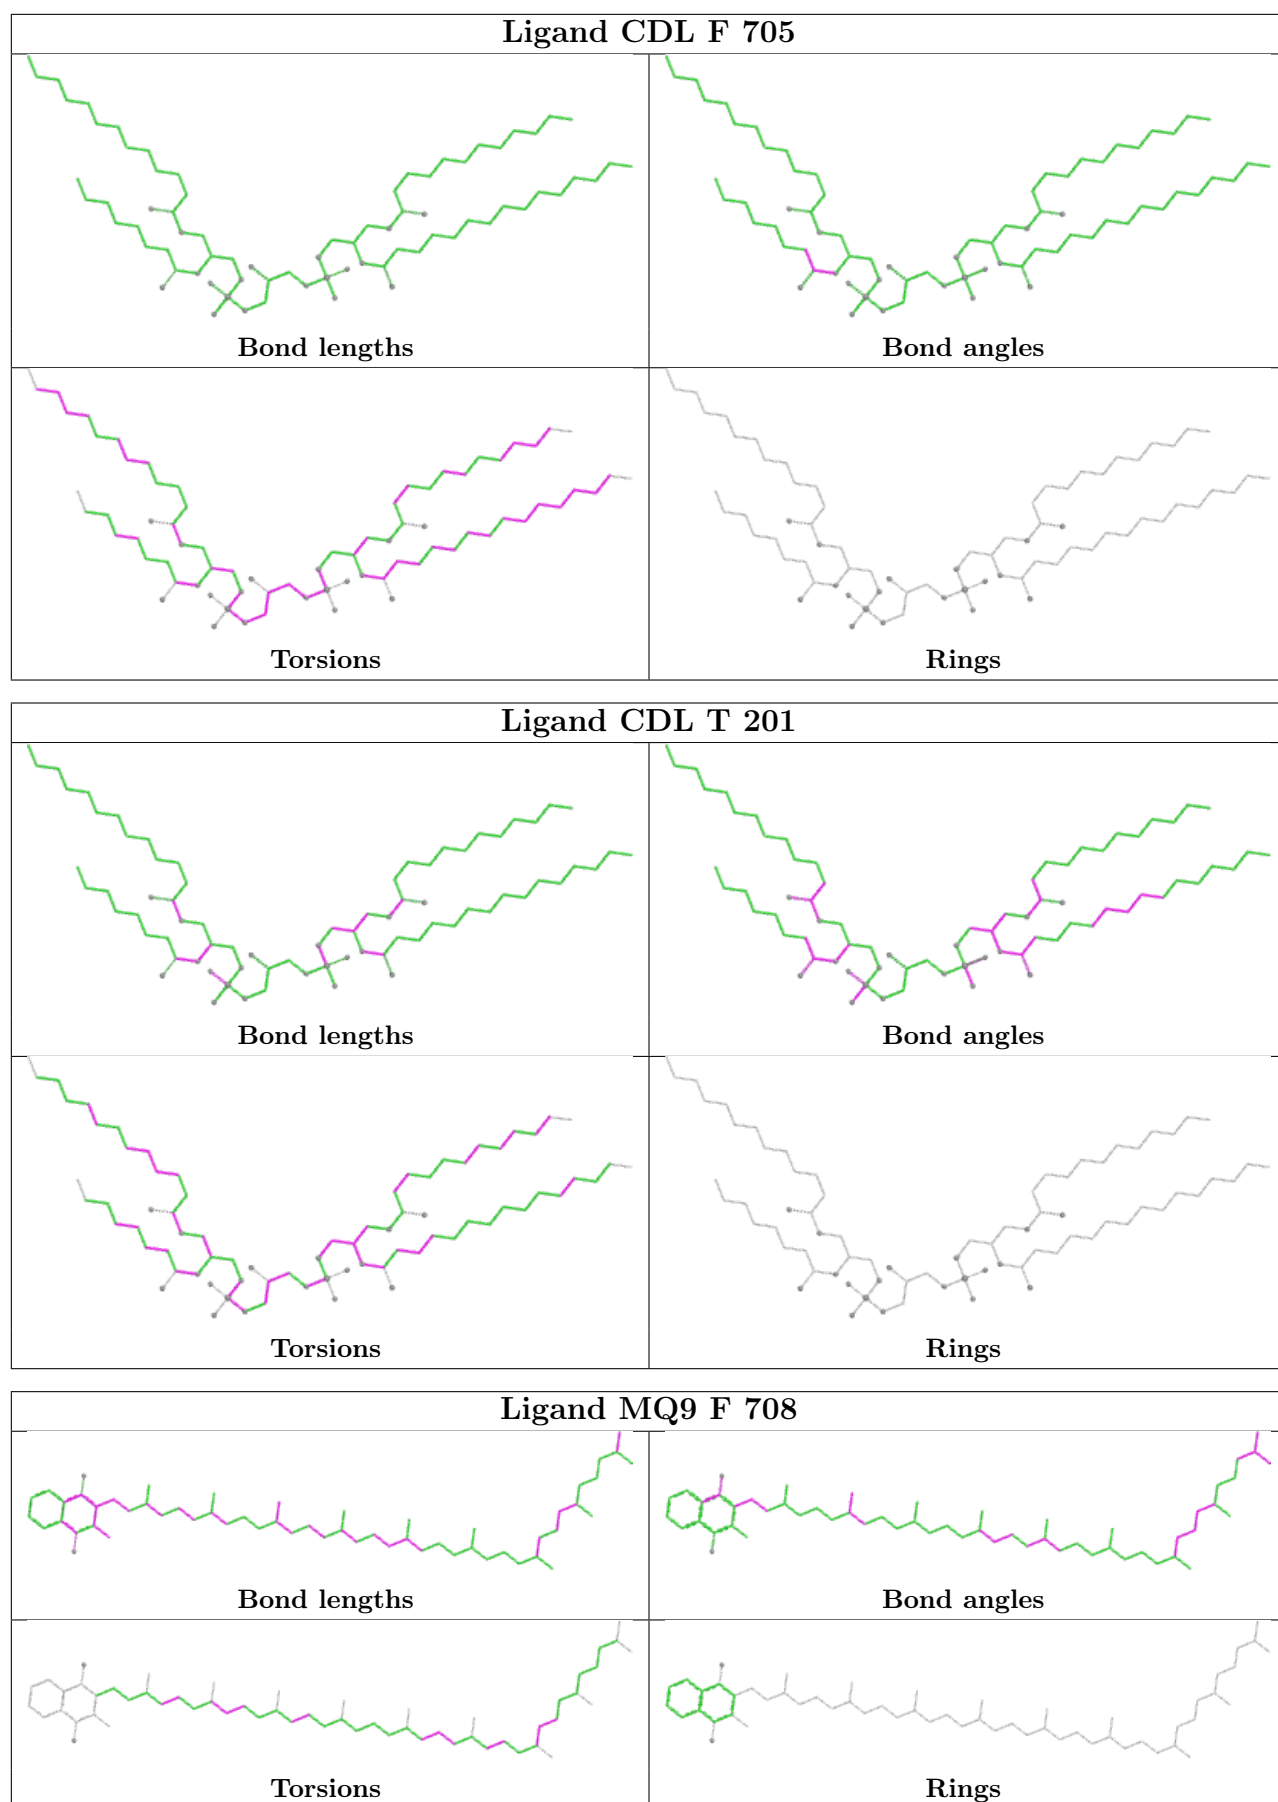 Ligand CDL F 705
Bond lengths
Bond angles
Torsions
Rings
Ligand CDL T 201
Bond lengths
Bond angles
Torsions
Rings
Ligand MQ9 F 708
Bond lengths
Bond angles
Torsions
Rings